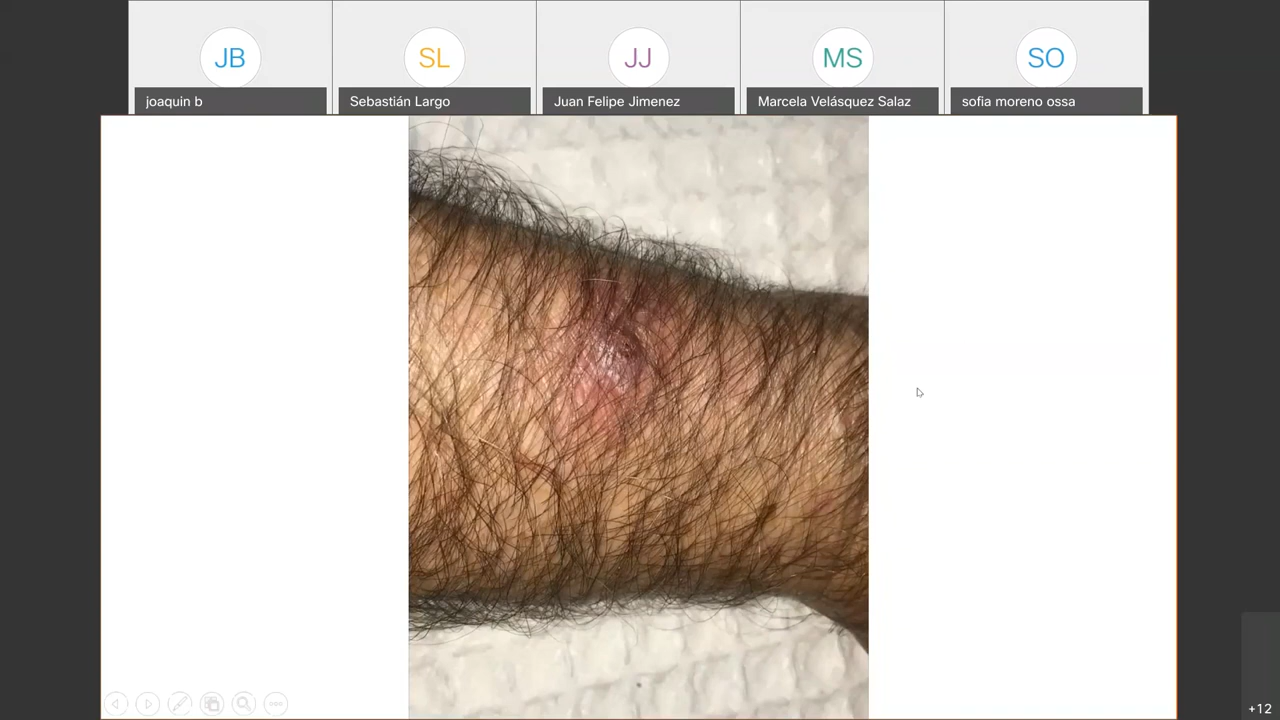 JB
SL
JJ
MS
SO
joaquin b
Sebastián Largo
Juan Felipe Jimenez
Marcela Velásquez Salaz
sofia moreno ossa
+12